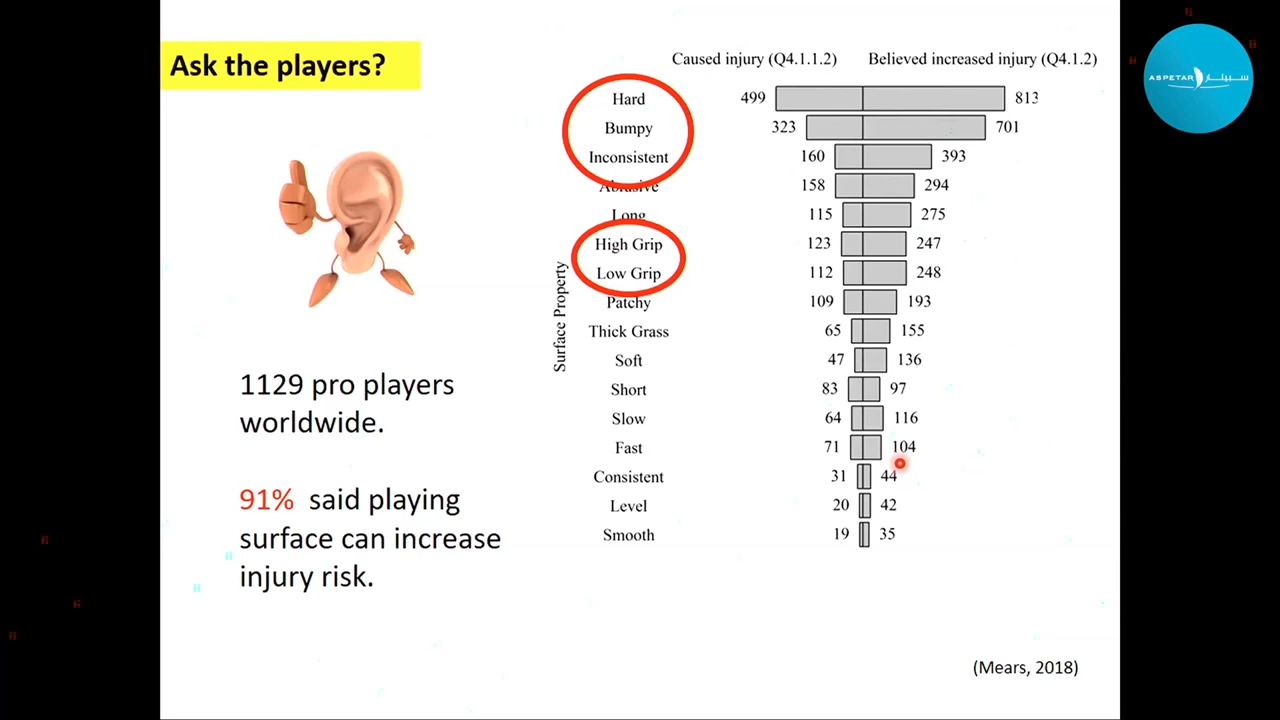 Ask the players?
Caused injury (Q4.1.1.2) Believed increased injury (Q4.1.2)
ASPETAR سبيتار
Surface Property
Hard 499 813
Bumpy 323 701
Inconsistent 160 393
Abrasive 158 294
Long 115 275
High Grip 123 247
Low Grip 112 248
Patchy 109 193
Thick Grass 65 155
Soft 47 136
Short 83 97
Slow 64 116
Fast 71 104
Consistent 31 44
Level 20 42
Smooth 19 35
1129 pro players
worldwide.
91% said playing
surface can increase
injury risk.
(Mears, 2018)